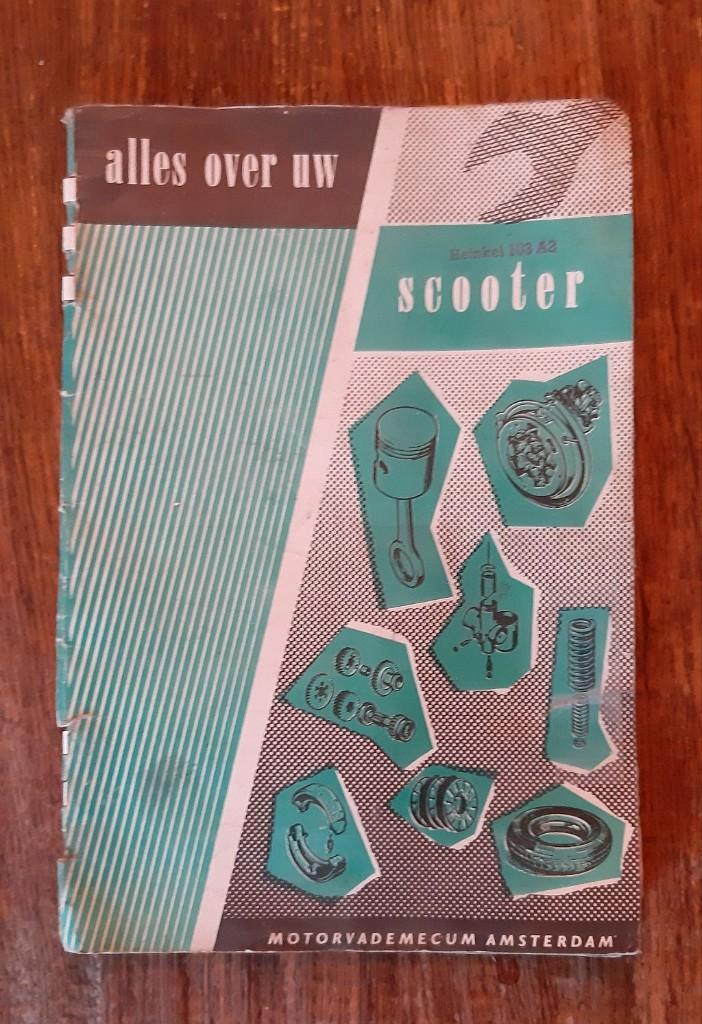 alles over uw
Heinkel 103 A2
scooter
MOTORVADEMECUM AMSTERDAM